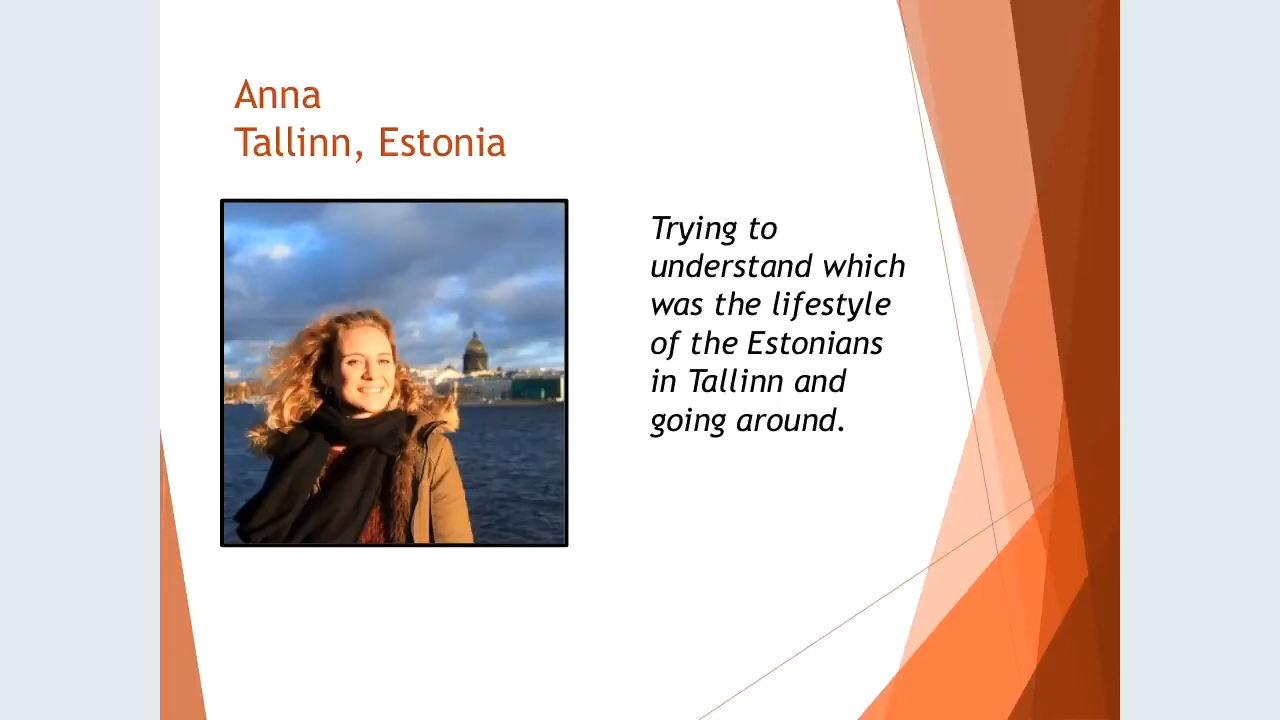 Anna
Tallinn, Estonia
Trying to
understand which
was the lifestyle
of the Estonians
in Tallinn and
going around.